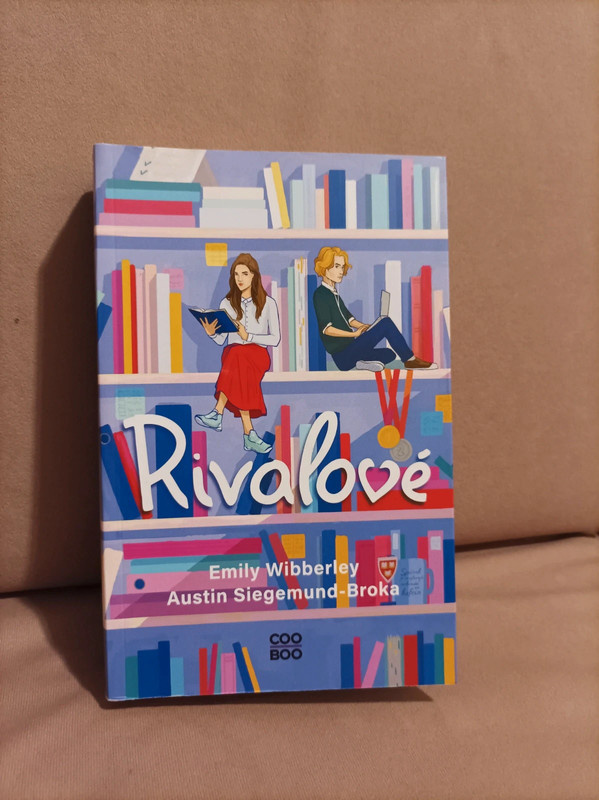 Rivalové
Emily Wibberley
Austin Siegemund-Broka
COO
BOO